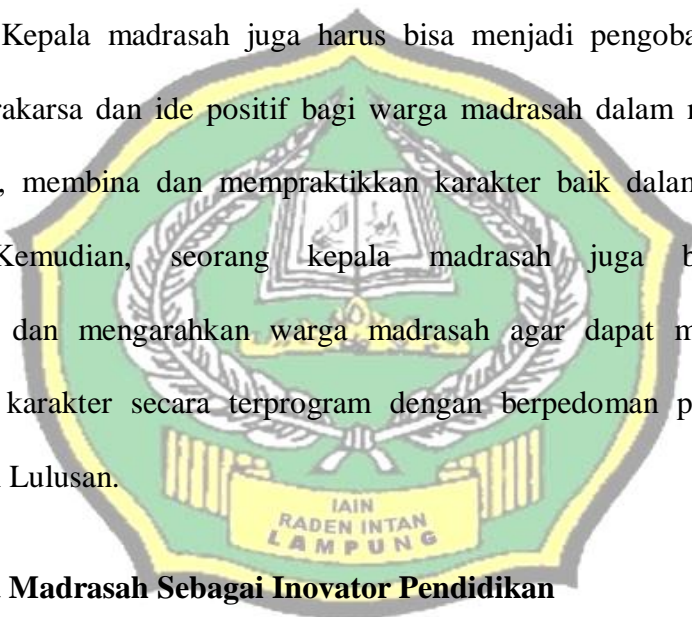 Kepala madrasah juga harus bisa menjadi pengoba
rakarsa dan ide positif bagi warga madrasah dalam
, membina dan mempraktikkan karakter baik dalam
Kemudian, seorang kepala madrasah juga b
dan mengarahkan warga madrasah agar dapat m
karakter secara terprogram dengan berpedoman p
Lulusan.
IAIN
RADEN INTAN
LAMPUNG
Madrasah Sebagai Inovator Pendidikan